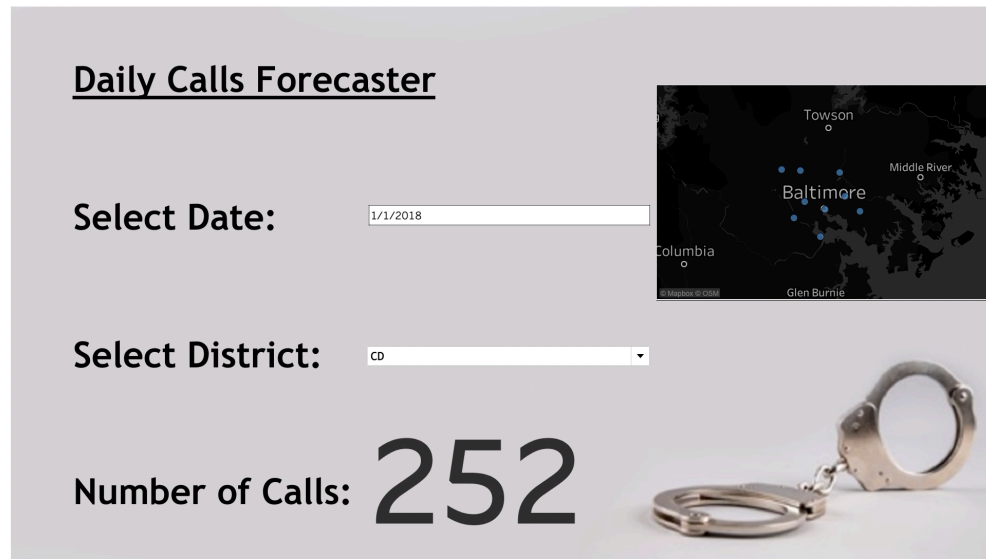 Daily Calls Forecaster
Towson
Middle River
Baltimore
Select Date:
1/1/2018
Columbia
© Mapbox © OSM
Glen Burnie
Select District:
CD
Number of Calls:
252